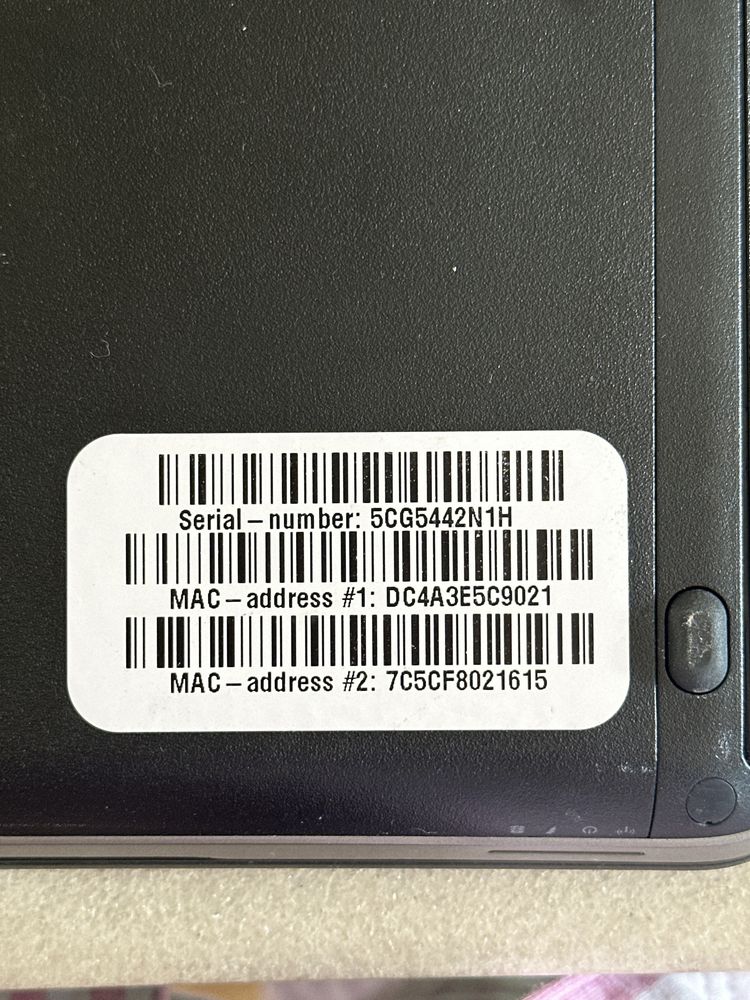 Serial-number: 5CG5442N1H
MAC-address #1: DC4A3E5C9021
MAC-address #2: 7C5CF8021615